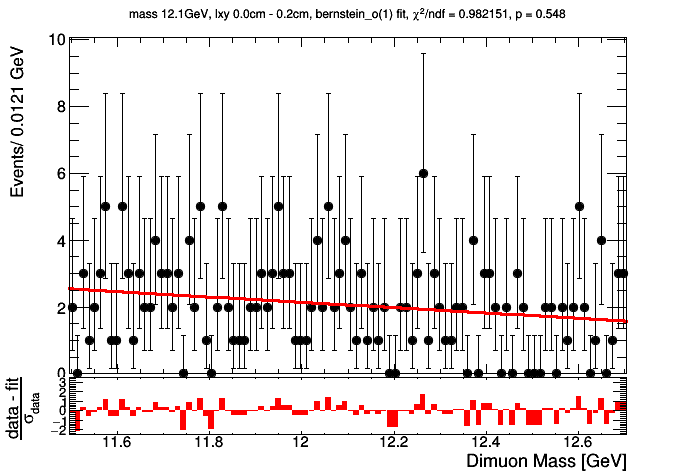 mass 12.1GeV, lxy 0.0cm - 0.2cm, bernstein_o(1) fit, χ²/ndf = 0.982151, p = 0.548
Events/ 0.0121 GeV
10
8
6
4
2
0
data - fit
σdata
3
2
1
0
−1
−2
11.6 11.8 12 12.2 12.4 12.6
Dimuon Mass [GeV]